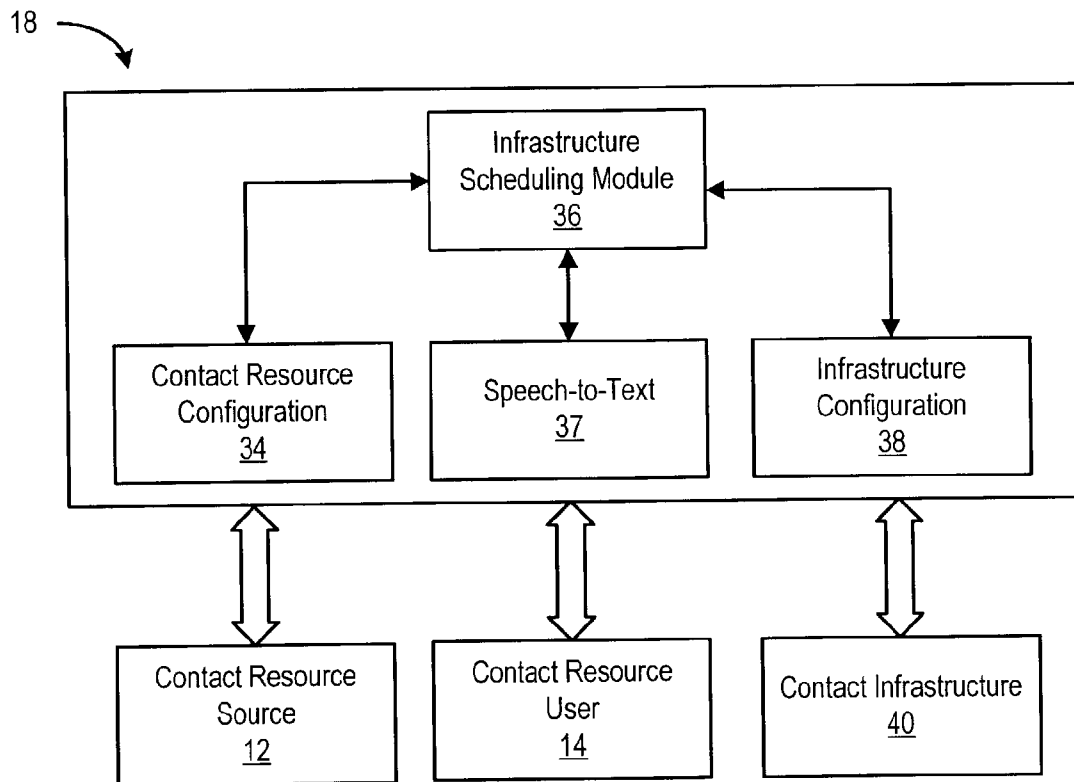 18
Infrastructure
Scheduling Module
36
Contact Resource
Configuration
34
Speech-to-Text
37
Infrastructure
Configuration
38
Contact Resource
Source
12
Contact Resource
User
14
Contact Infrastructure
40